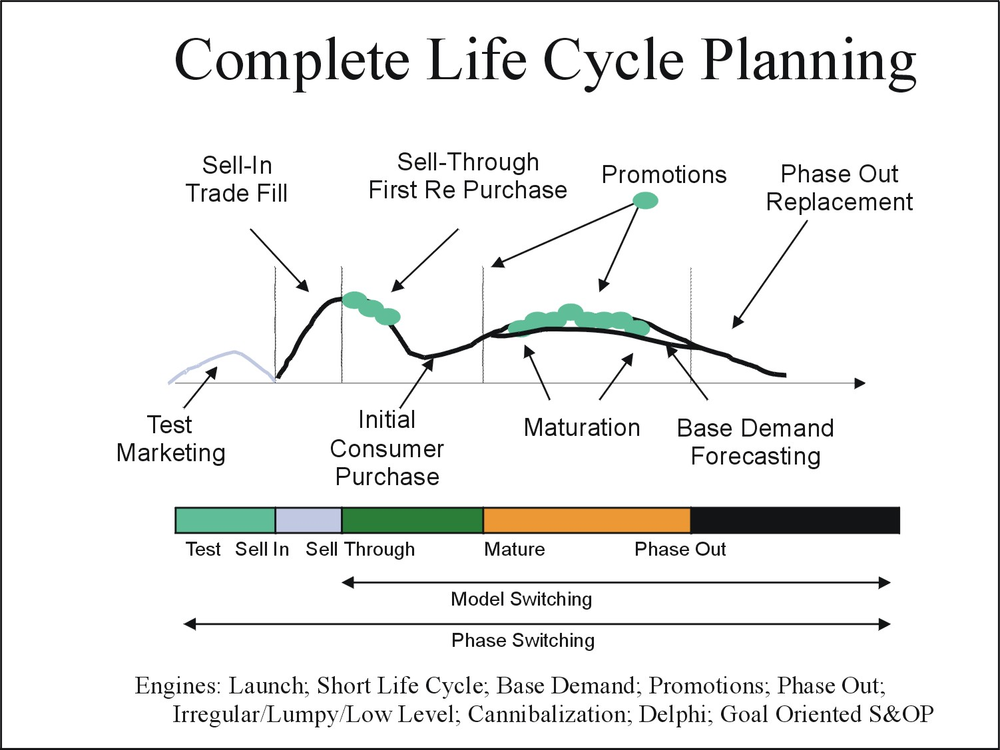 Complete Life Cycle Planning
Sell-In
Trade Fill
Sell-Through
First Re Purchase
Promotions
Phase Out
Replacement
Test
Marketing
Initial
Consumer
Purchase
Maturation
Base Demand
Forecasting
Test
Sell In
Sell Through
Mature
Phase Out
Model Switching
Phase Switching
Engines: Launch; Short Life Cycle; Base Demand; Promotions; Phase Out;
Irregular/Lumpy/Low Level; Cannibalization; Delphi; Goal Oriented S&OP